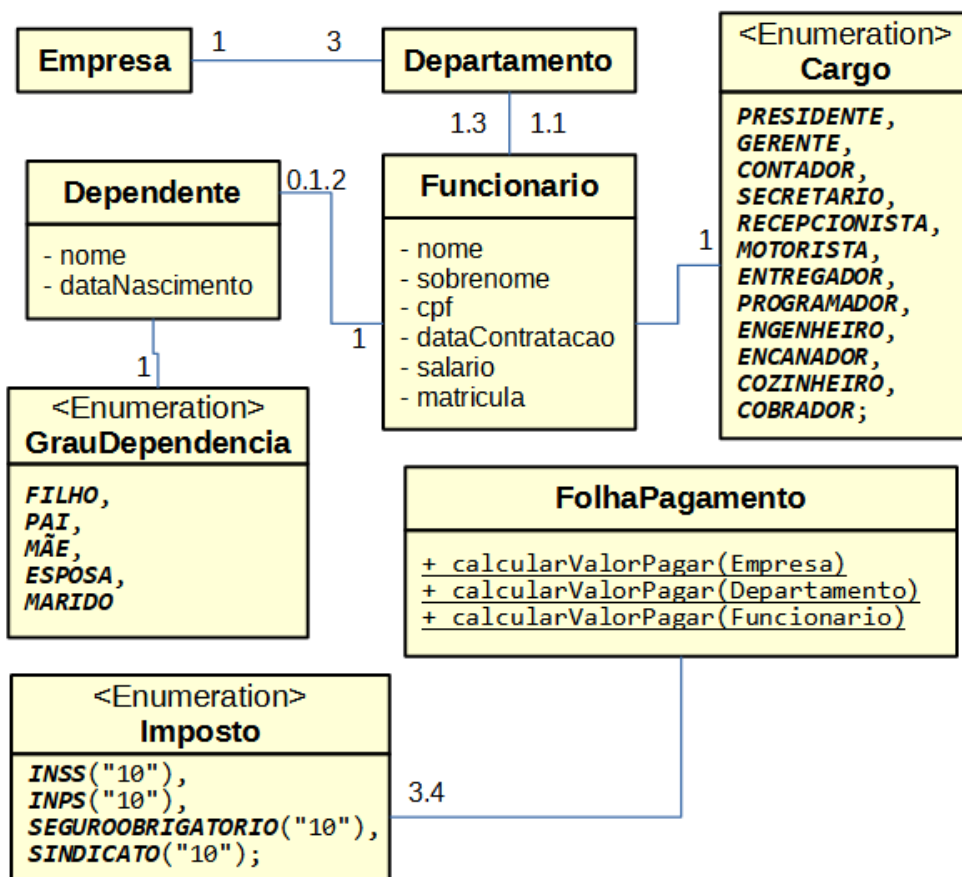 Empresa
1
3
Departamento
<Enumeration>
Cargo
PRESIDENTE,
GERENTE,
CONTADOR,
SECRETARIO,
RECEPCIONISTA,
MOTORISTA,
ENTREGADOR,
PROGRAMADOR,
ENGENHEIRO,
ENCANADOR,
COZINHEIRO,
COBRADOR;
1.3
1.1
Dependente
- nome
- dataNascimento
0.1.2
1
Funcionario
- nome
- sobrenome
- cpf
- dataContratacao
- salario
- matricula
1
1
<Enumeration>
GrauDependencia
FILHO,
PAI,
MÃE,
ESPOSA,
MARIDO
FolhaPagamento
+ calcularValorPagar(Empresa)
+ calcularValorPagar(Departamento)
+ calcularValorPagar(Funcionario)
<Enumeration>
Imposto
INSS("10"),
INPS("10"),
SEGUROOBRIGATORIO("10"),
SINDICATO("10");
3.4